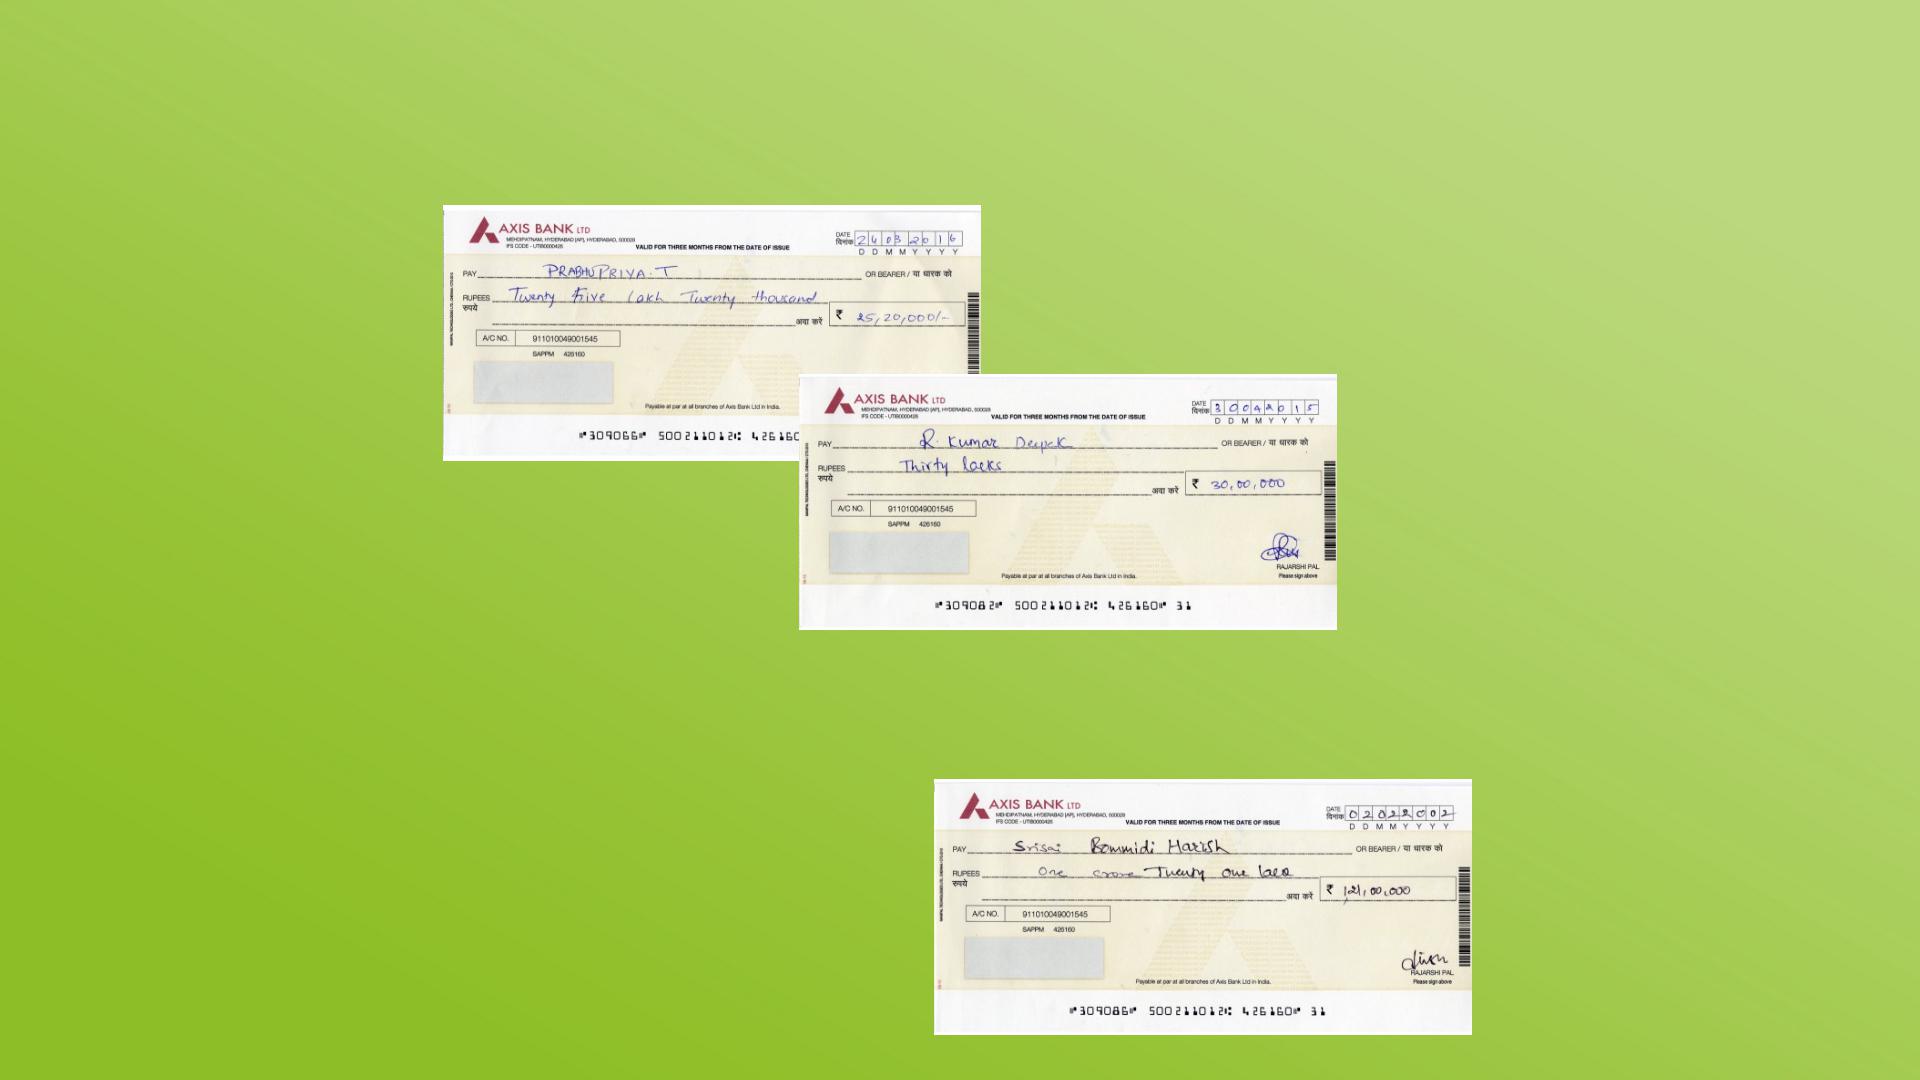 AXIS BANK LTD
MEHDIPATNAM, HYDERABAD [AP], HYDERABAD, 500028
IFS CODE - UTIB0000426
VALID FOR THREE MONTHS FROM THE DATE OF ISSUE
DATE
दिनांक 24032016
D D M M Y Y Y Y
PAY PRABHUPRIYA.T OR BEARER / या धारक को
RUPEES Twenty Five Lakh Twenty thousand
रुपये
अदा करें ₹ 25,20,000/-
A/C NO. 911010049001545
SAPPM 426160
Payable at par at all branches of Axis Bank Ltd in India.
⑈309066⑈ 500211012⑆ 426160
AXIS BANK LTD
MEHDIPATNAM, HYDERABAD [AP], HYDERABAD, 500028
IFS CODE - UTIB0000426
VALID FOR THREE MONTHS FROM THE DATE OF ISSUE
DATE
दिनांक 30042015
D D M M Y Y Y Y
PAY R. Kumar Deepak OR BEARER / या धारक को
RUPEES Thirty lacks
रुपये
अदा करें ₹ 30,00,000
A/C NO. 911010049001545
SAPPM 426160
RAJARSHI PAL
Please sign above
Payable at par at all branches of Axis Bank Ltd in India.
⑈309082⑈ 500211012⑆ 426160⑈ 31
AXIS BANK LTD
MEHDIPATNAM, HYDERABAD [AP], HYDERABAD, 500028
IFS CODE - UTIB0000426
VALID FOR THREE MONTHS FROM THE DATE OF ISSUE
DATE
दिनांक 02022002
D D M M Y Y Y Y
PAY Srisai Bommidi Harish OR BEARER / या धारक को
RUPEES One crore Twenty one lacs
रुपये
अदा करें ₹ 1,21,00,000
A/C NO. 911010049001545
SAPPM 426160
RAJARSHI PAL
Please sign above
Payable at par at all branches of Axis Bank Ltd in India.
⑈309086⑈ 500211012⑆ 426160⑈ 31